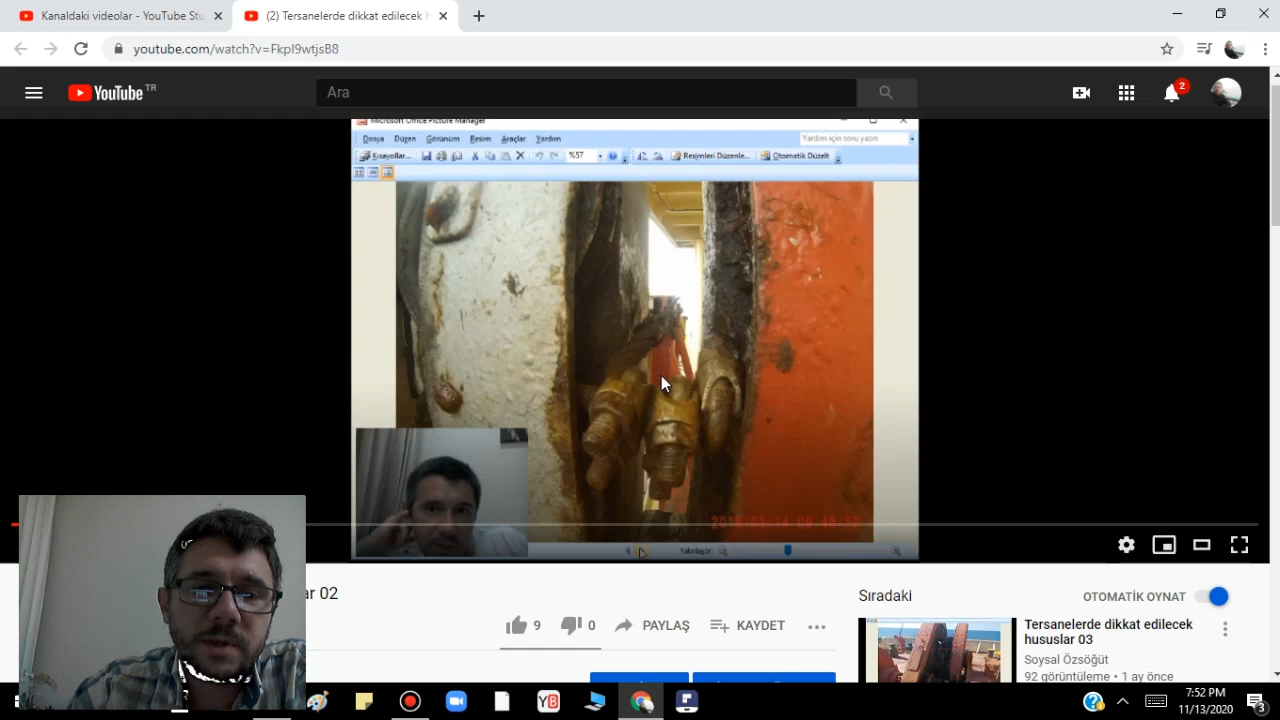 Kanaldaki videolar - YouTube Stu
(2) Tersanelerde dikkat edilecek h
youtube.com/watch?v=FkpI9wtjsB8
YouTube TR
Ara
2
Microsoft Office Picture Manager
Dosya Düzen Görünüm Resim Araçlar Yardım
Yardım için soru yazın
Kısayollar...
%57
Resimleri Düzenle...
Otomatik Düzelt
Yakınlaştır:
ar 02
9
0
PAYLAŞ
KAYDET
Sıradaki
OTOMATİK OYNAT
Tersanelerde dikkat edilecek
hususlar 03
Soysal Özsöğüt
92 görüntüleme • 1 ay önce
7:52 PM
11/13/2020
3